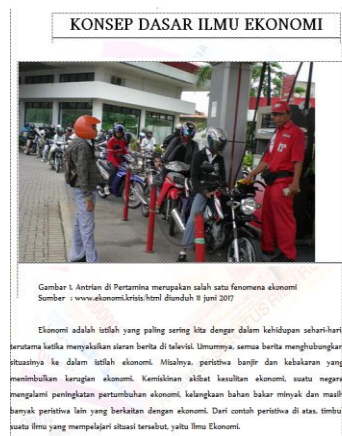 KONSEP DASAR ILMU EKONOMI
Gambar 1. Antrian di Pertamina merupakan salah satu fenomena ekonomi
Sumber : www.ekonomi.krisis/html diunduh 11 juni 2017
Ekonomi adalah istilah yang paling sering kita dengar dalam kehidupan sehari-hari,
terutama ketika menyaksikan siaran berita di televisi. Umumnya, semua berita menghubungkan
situasinya ke dalam istilah ekonomi. Misalnya, peristiwa banjir dan kebakaran yang
menimbulkan kerugian ekonomi. Kemiskinan akibat kesulitan ekonomi, suatu negara
mengalami peningkatan pertumbuhan ekonomi, kelangkaan bahan bakar minyak dan masih
banyak peristiwa lain yang berkaitan dengan ekonomi. Dari contoh peristiwa di atas, timbul
suatu ilmu yang mempelajari situasi tersebut, yaitu Ilmu Ekonomi.